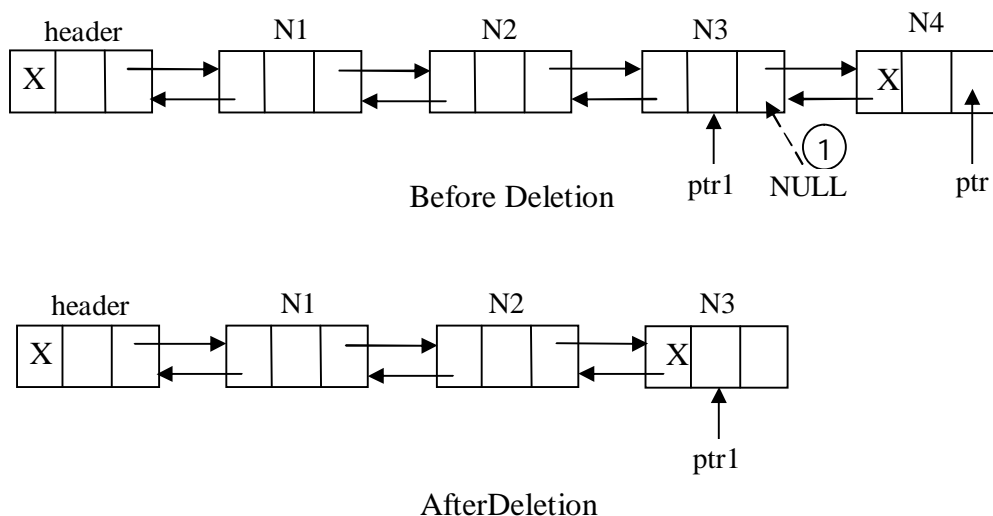 header N1 N2 N3 N4
X X
1
ptr1 NULL ptr
Before Deletion
header N1 N2 N3
X X
ptr1
AfterDeletion